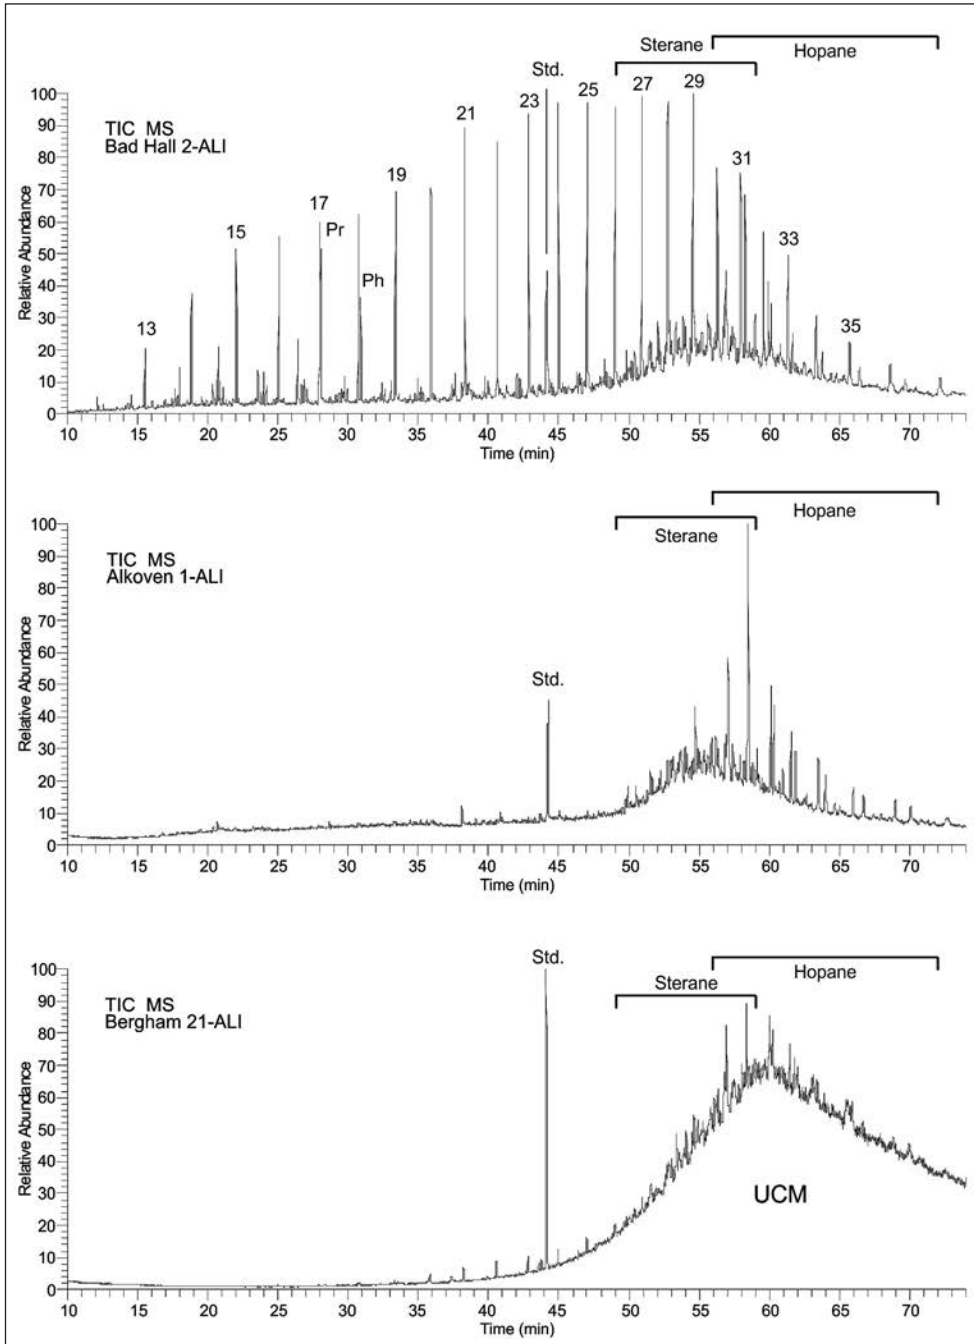 Sterane
Hopane
Std.
100
90
80
70
60
50
40
30
20
10
0
Relative Abundance
TIC MS
Bad Hall 2-ALI
13
15
17
Pr
Ph
19
21
23
25
27
29
31
33
35
10 15 20 25 30 35 40 45 50 55 60 65 70
Time (min)
Hopane
Sterane
100
90
80
70
60
50
40
30
20
10
0
Relative Abundance
TIC MS
Alkoven 1-ALI
Std.
10 15 20 25 30 35 40 45 50 55 60 65 70
Time (min)
Std.
Hopane
Sterane
100
90
80
70
60
50
40
30
20
10
0
Relative Abundance
TIC MS
Bergham 21-ALI
UCM
10 15 20 25 30 35 40 45 50 55 60 65 70
Time (min)